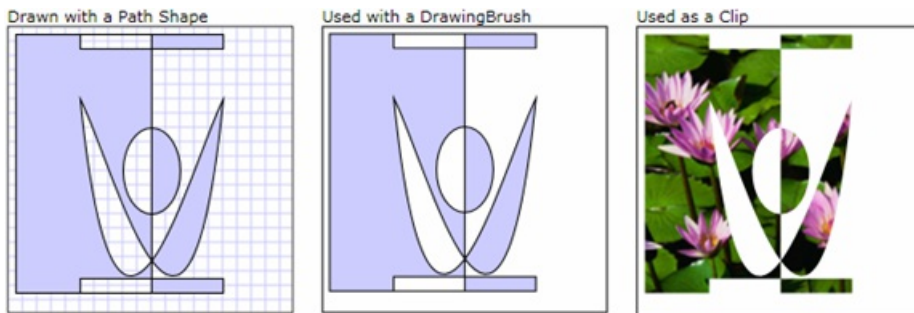 Drawn with a Path Shape
Used with a DrawingBrush
Used as a Clip